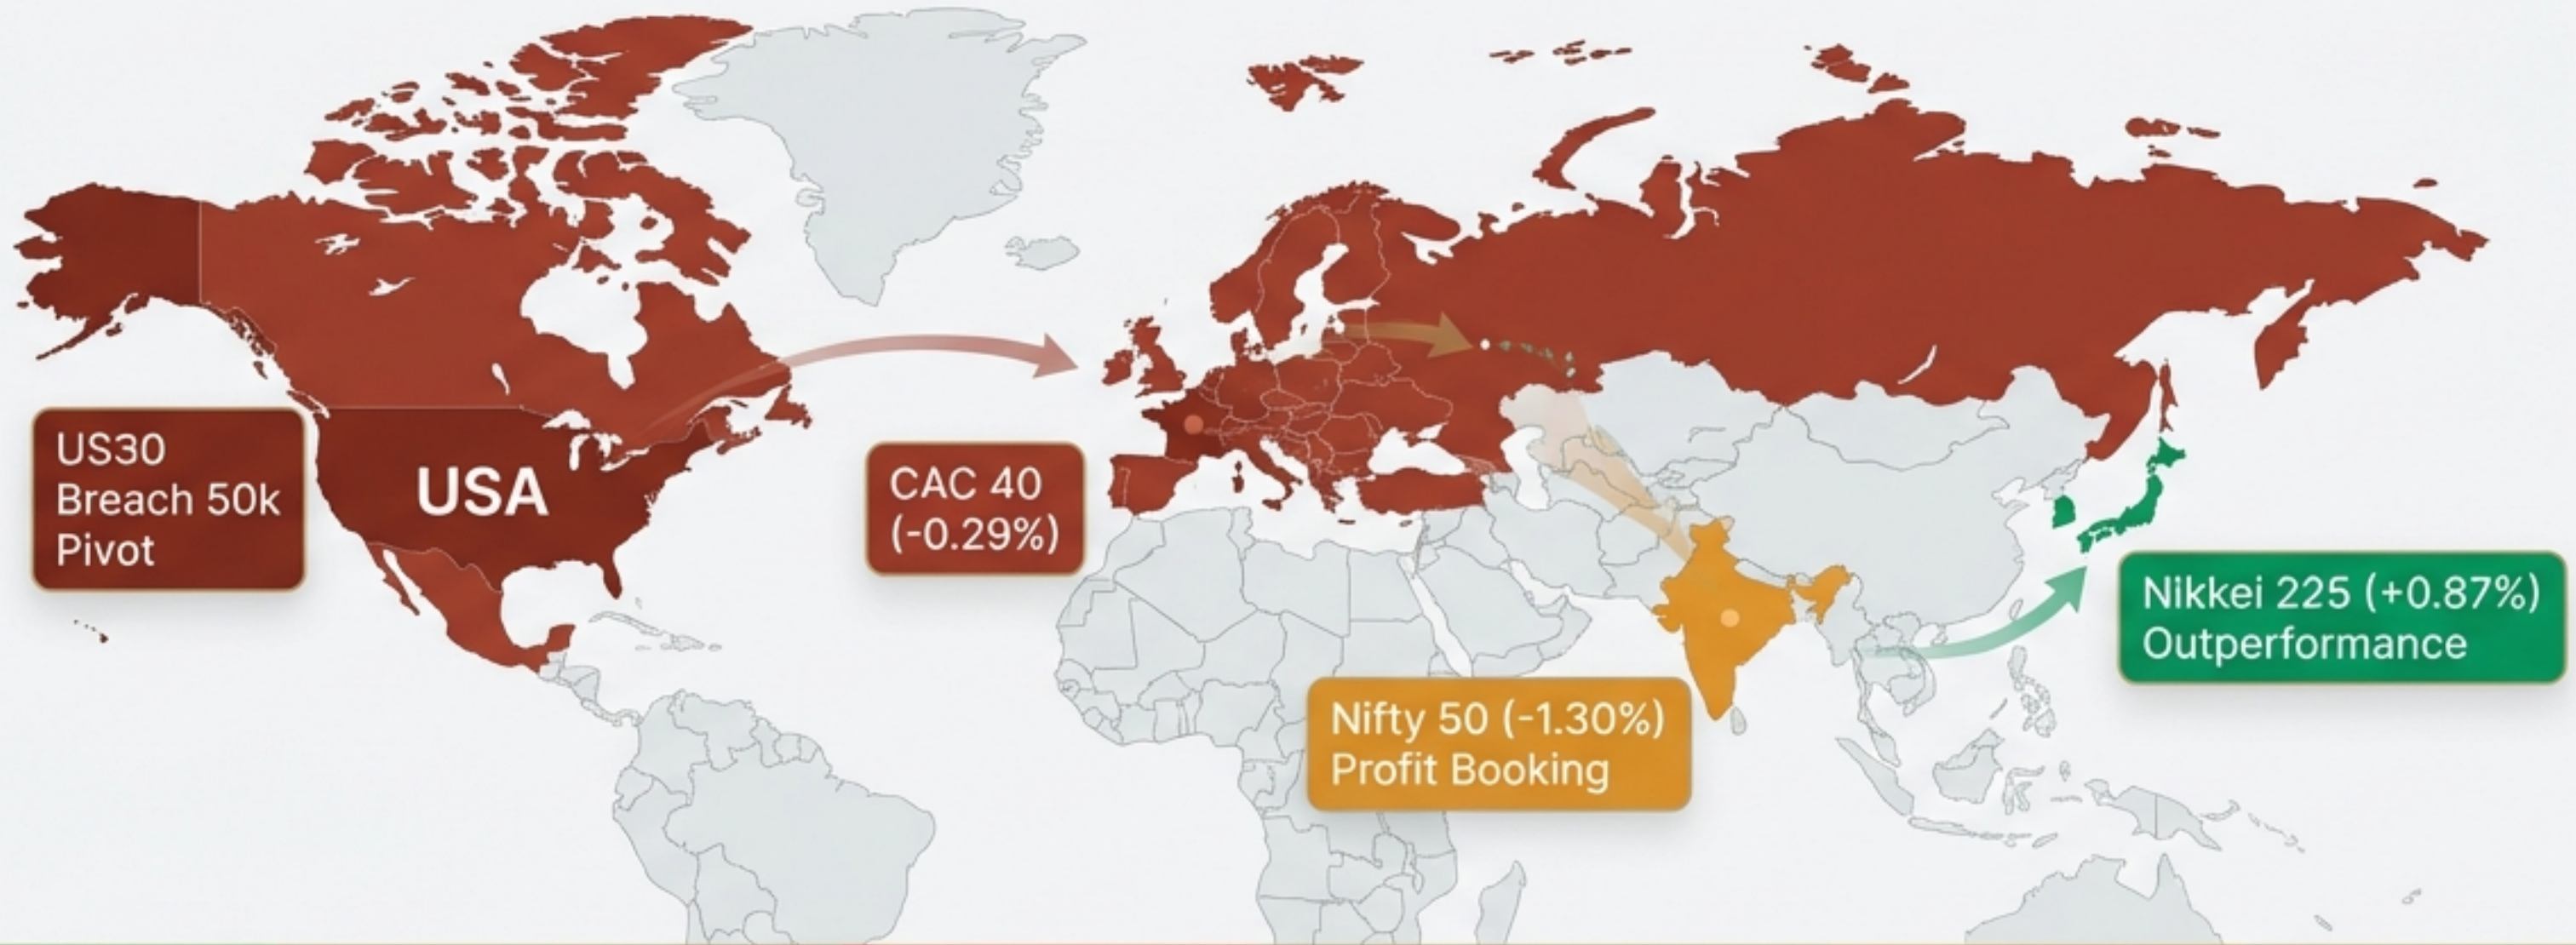 US30
Breach 50k
Pivot
USA
CAC 40
(-0.29%)
Nifty 50 (-1.30%)
Profit Booking
Nikkei 225 (+0.87%)
Outperformance